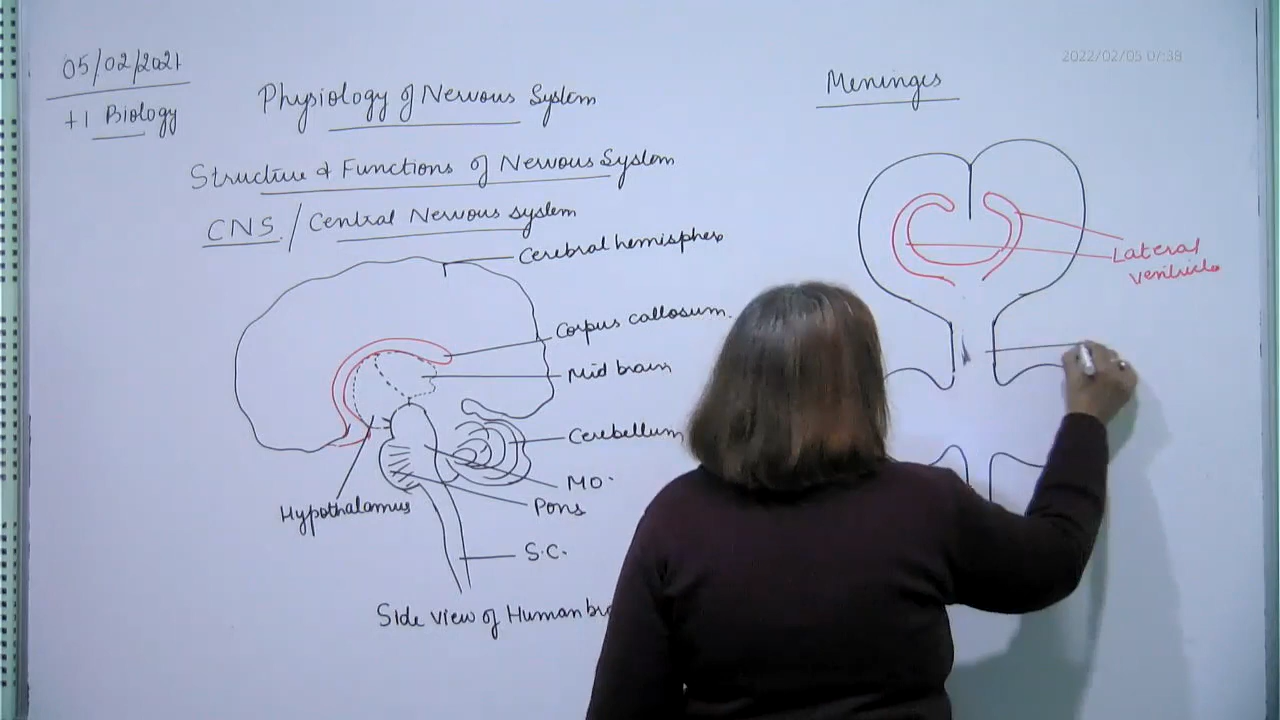 05/02/2021
+1 Biology
Physiology of Nervous System
Structure & Functions of Nervous System
CNS. / Central Nervous system
Cerebral hemisphere
Corpus callosum.
Mid brain
Cerebellum
MO.
Pons
Hypothalamus
S.C.
Side view of Human bra
2022/02/05 07:38
Meninges
Lateral
ventricle